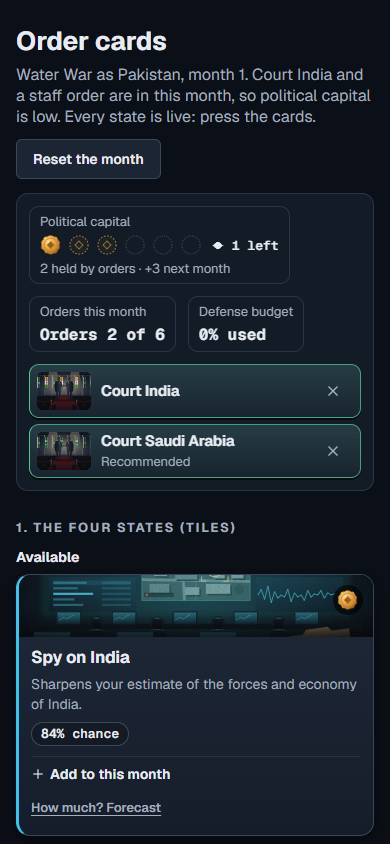 Order cards
Water War as Pakistan, month 1. Court India and
a staff order are in this month, so political capital
is low. Every state is live: press the cards.
Reset the month
Political capital
1 left
2 held by orders · +3 next month
Orders this month
Orders 2 of 6
Defense budget
0% used
Court India
Court Saudi Arabia
Recommended
1. THE FOUR STATES (TILES)
Available
Spy on India
Sharpens your estimate of the forces and economy
of India.
84% chance
Add to this month
How much? Forecast